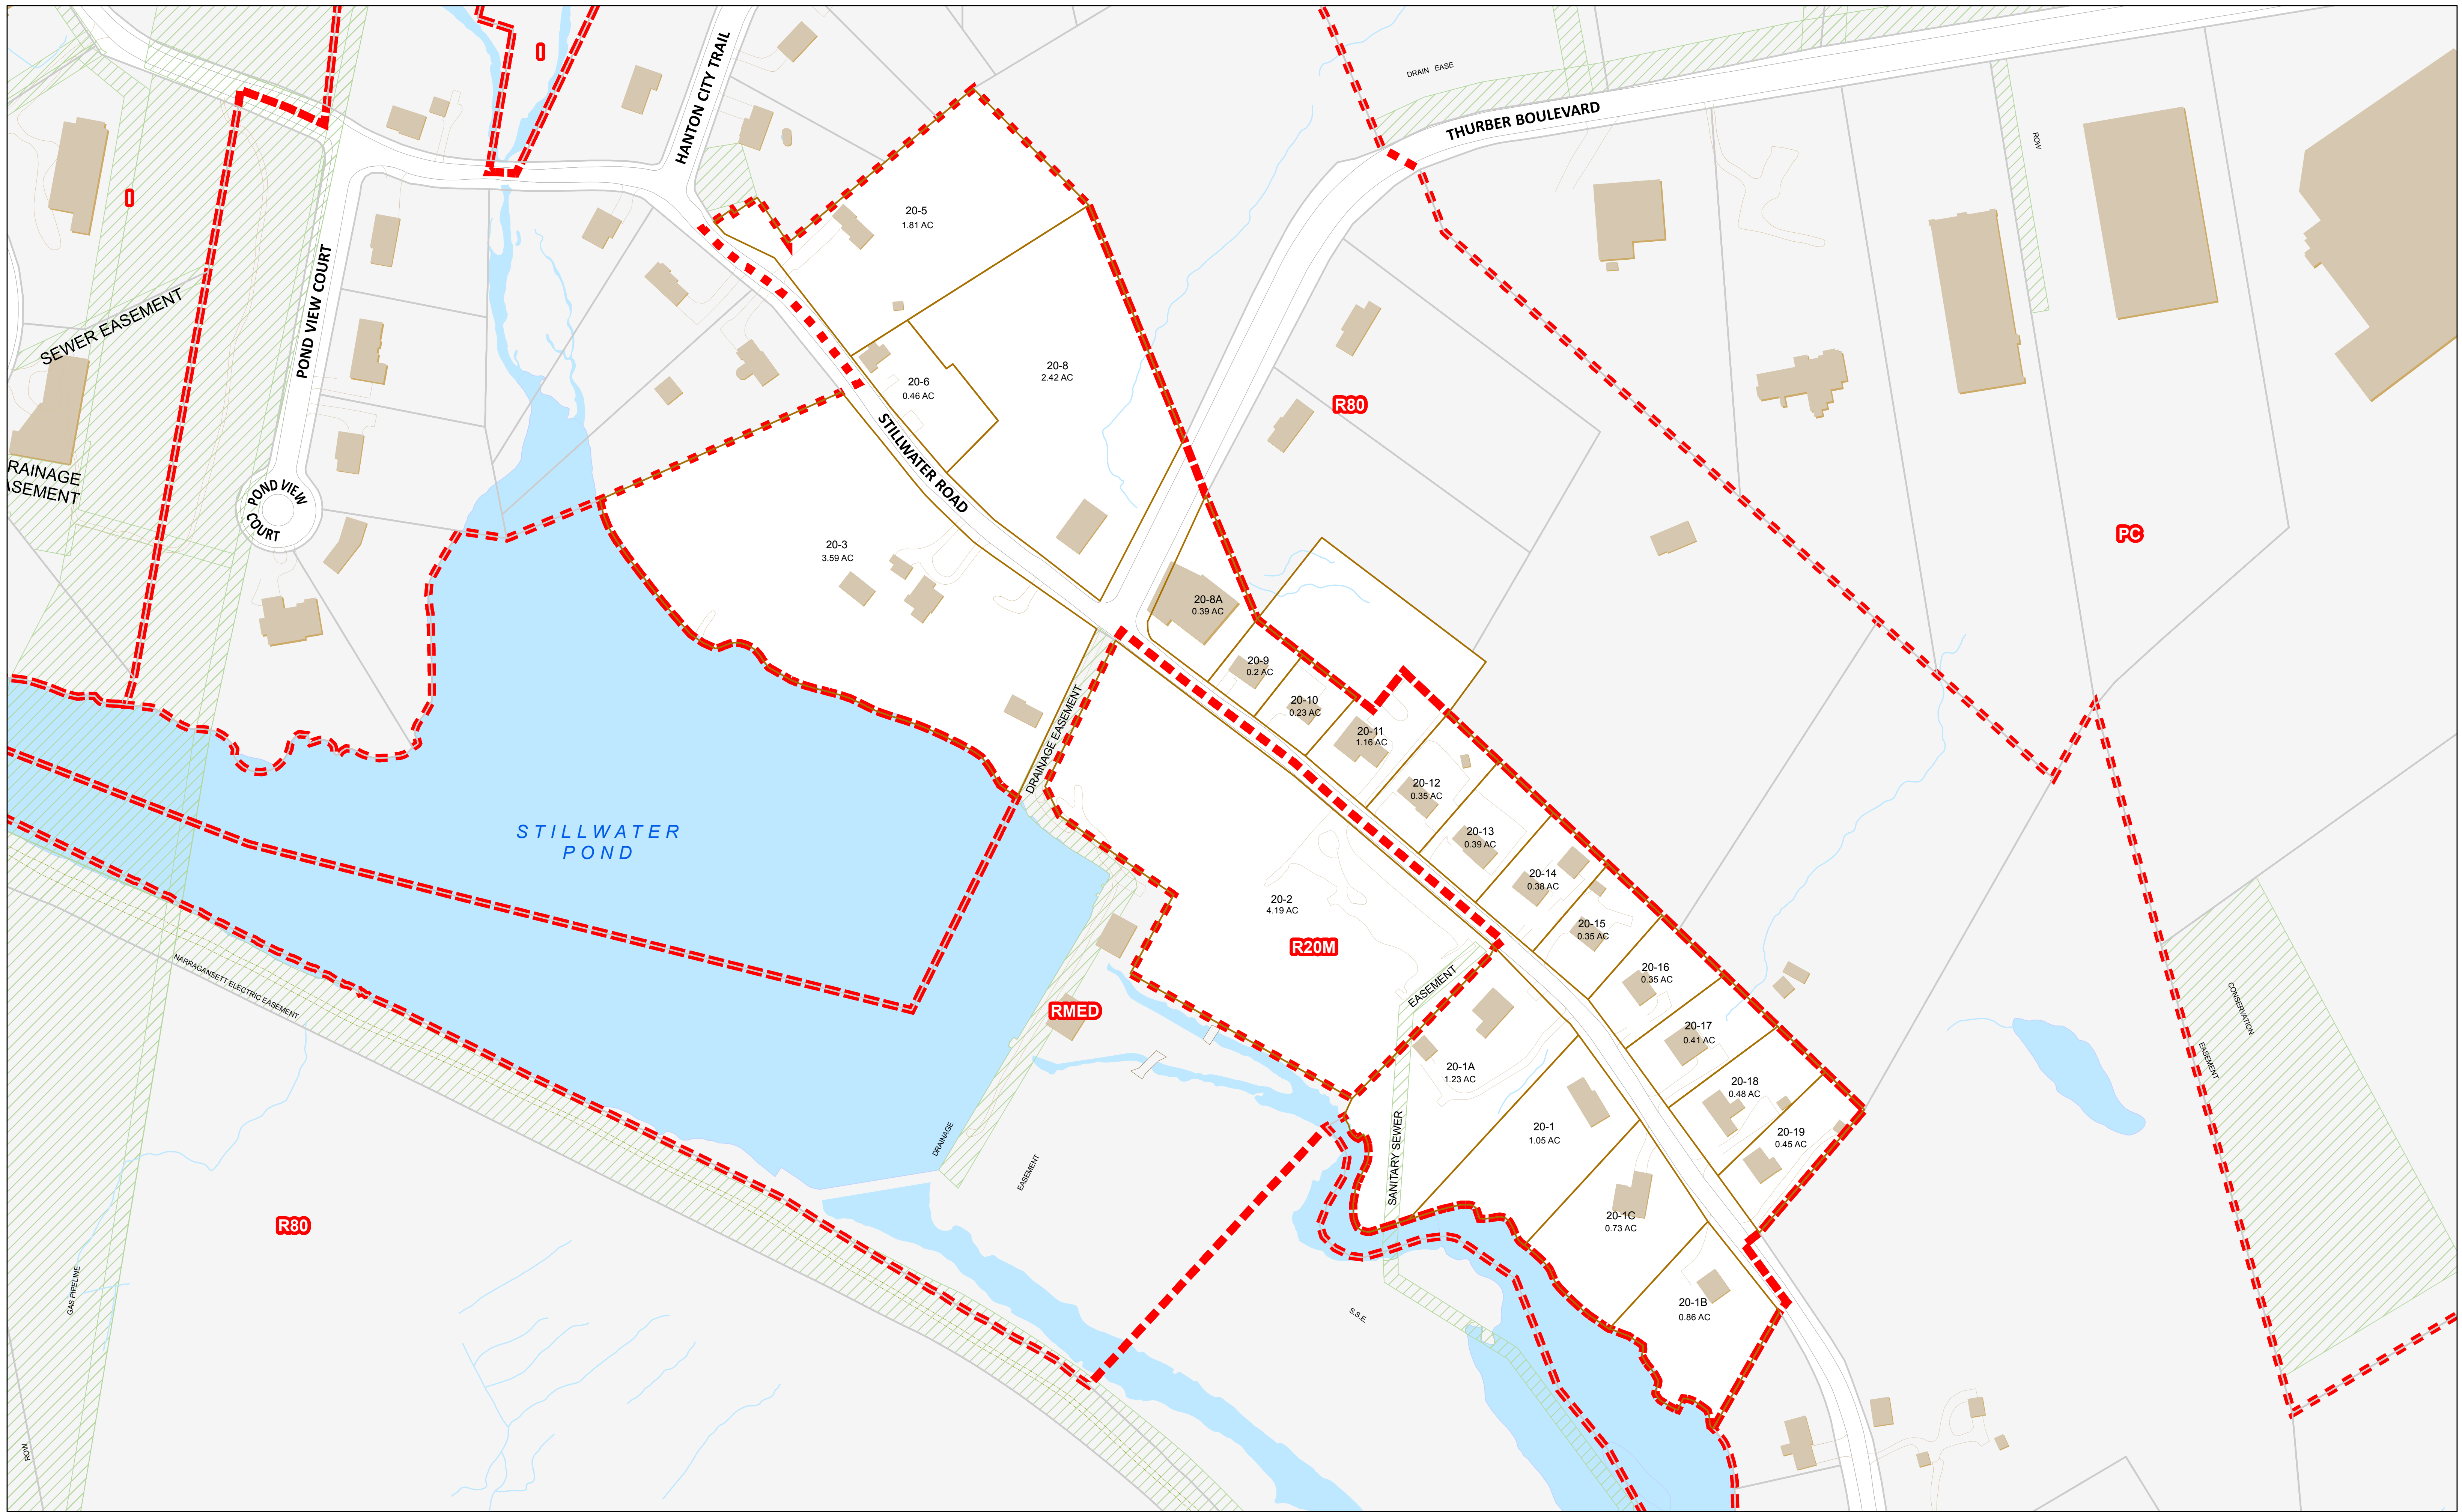 HANTON CITY TRAIL
I
I
DRAIN EASE
THURBER BOULEVARD
ROW
20-5
1.81 AC
POND VIEW COURT
SEWER EASEMENT
20-8
2.42 AC
20-6
0.46 AC
R80
STILLWATER ROAD
RAINAGE
ASEMENT
POND VIEW
COURT
PC
20-3
3.59 AC
20-8A
0.39 AC
20-9
0.2 AC
20-10
0.23 AC
20-11
1.16 AC
DRAINAGE EASEMENT
20-12
0.35 AC
20-13
0.39 AC
STILLWATER
POND
20-14
0.38 AC
20-2
4.19 AC
20-15
0.35 AC
R20M
20-16
0.35 AC
EASEMENT
NARRAGANSETT ELECTRIC EASEMENT
RMED
20-17
0.41 AC
CONSERVATION
EASEMENT
20-1A
1.23 AC
20-18
0.48 AC
20-1
1.05 AC
20-19
0.45 AC
DRAINAGE
EASEMENT
SANITARY SEWER
R80
20-1C
0.73 AC
GAS PIPELINE
20-1B
0.86 AC
S.S.E.
ROW